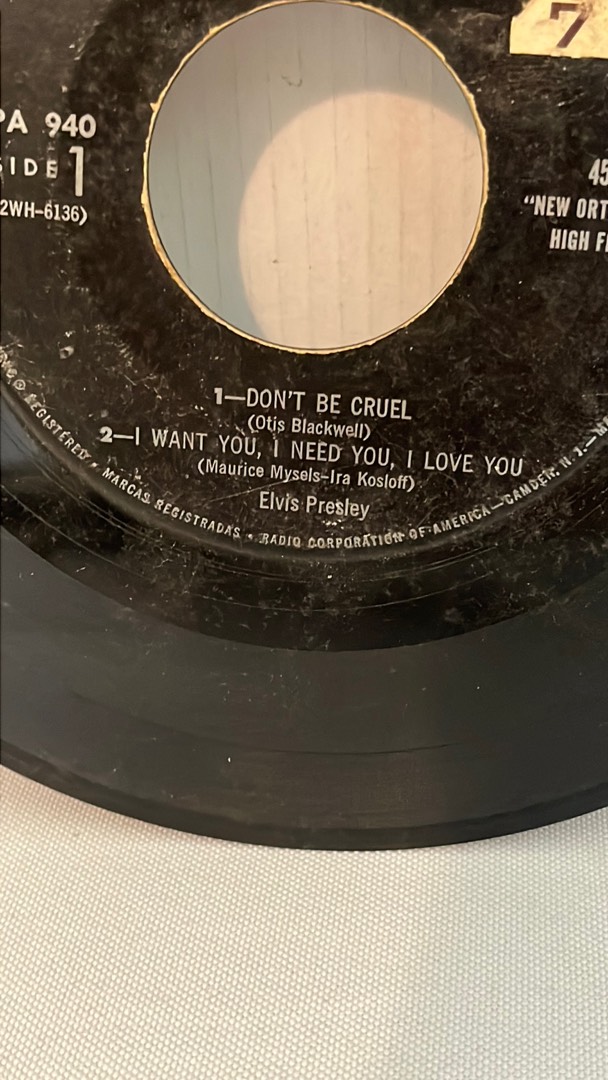 7
PA 940
SIDE 1
2WH-6136)
45
"NEW ORT
HIGH F
1—DON'T BE CRUEL
(Otis Blackwell)
2—I WANT YOU, I NEED YOU, I LOVE YOU
(Maurice Mysels-Ira Kosloff)
Elvis Presley
REGISTERED • MARCAS REGISTRADAS • RADIO CORPORATION OF AMERICA—CAMDEN, N. J.—M